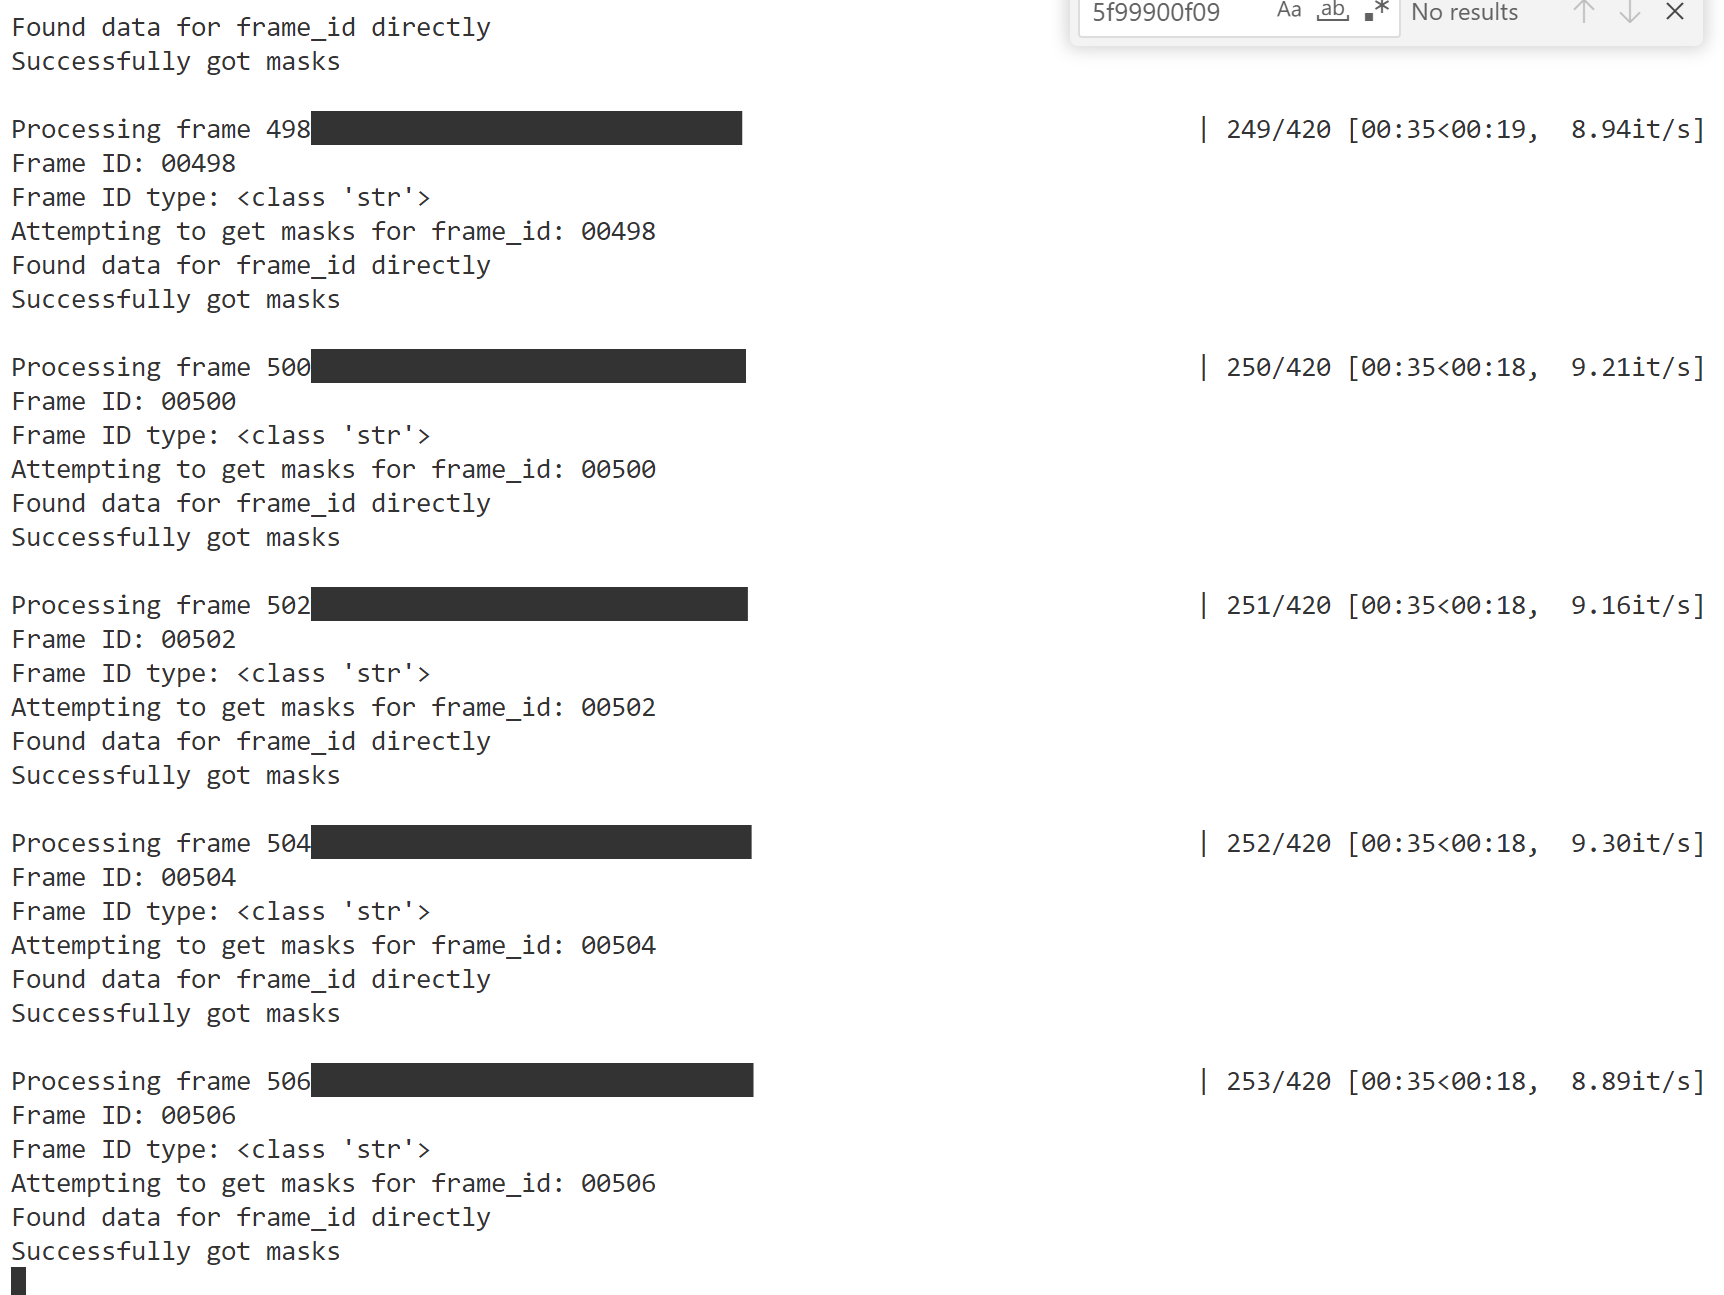 5f99900f09 Aa ab .* No results
Found data for frame_id directly
Successfully got masks
Processing frame 498 | 249/420 [00:35<00:19, 8.94it/s]
Frame ID: 00498
Frame ID type: <class 'str'>
Attempting to get masks for frame_id: 00498
Found data for frame_id directly
Successfully got masks
Processing frame 500 | 250/420 [00:35<00:18, 9.21it/s]
Frame ID: 00500
Frame ID type: <class 'str'>
Attempting to get masks for frame_id: 00500
Found data for frame_id directly
Successfully got masks
Processing frame 502 | 251/420 [00:35<00:18, 9.16it/s]
Frame ID: 00502
Frame ID type: <class 'str'>
Attempting to get masks for frame_id: 00502
Found data for frame_id directly
Successfully got masks
Processing frame 504 | 252/420 [00:35<00:18, 9.30it/s]
Frame ID: 00504
Frame ID type: <class 'str'>
Attempting to get masks for frame_id: 00504
Found data for frame_id directly
Successfully got masks
Processing frame 506 | 253/420 [00:35<00:18, 8.89it/s]
Frame ID: 00506
Frame ID type: <class 'str'>
Attempting to get masks for frame_id: 00506
Found data for frame_id directly
Successfully got masks